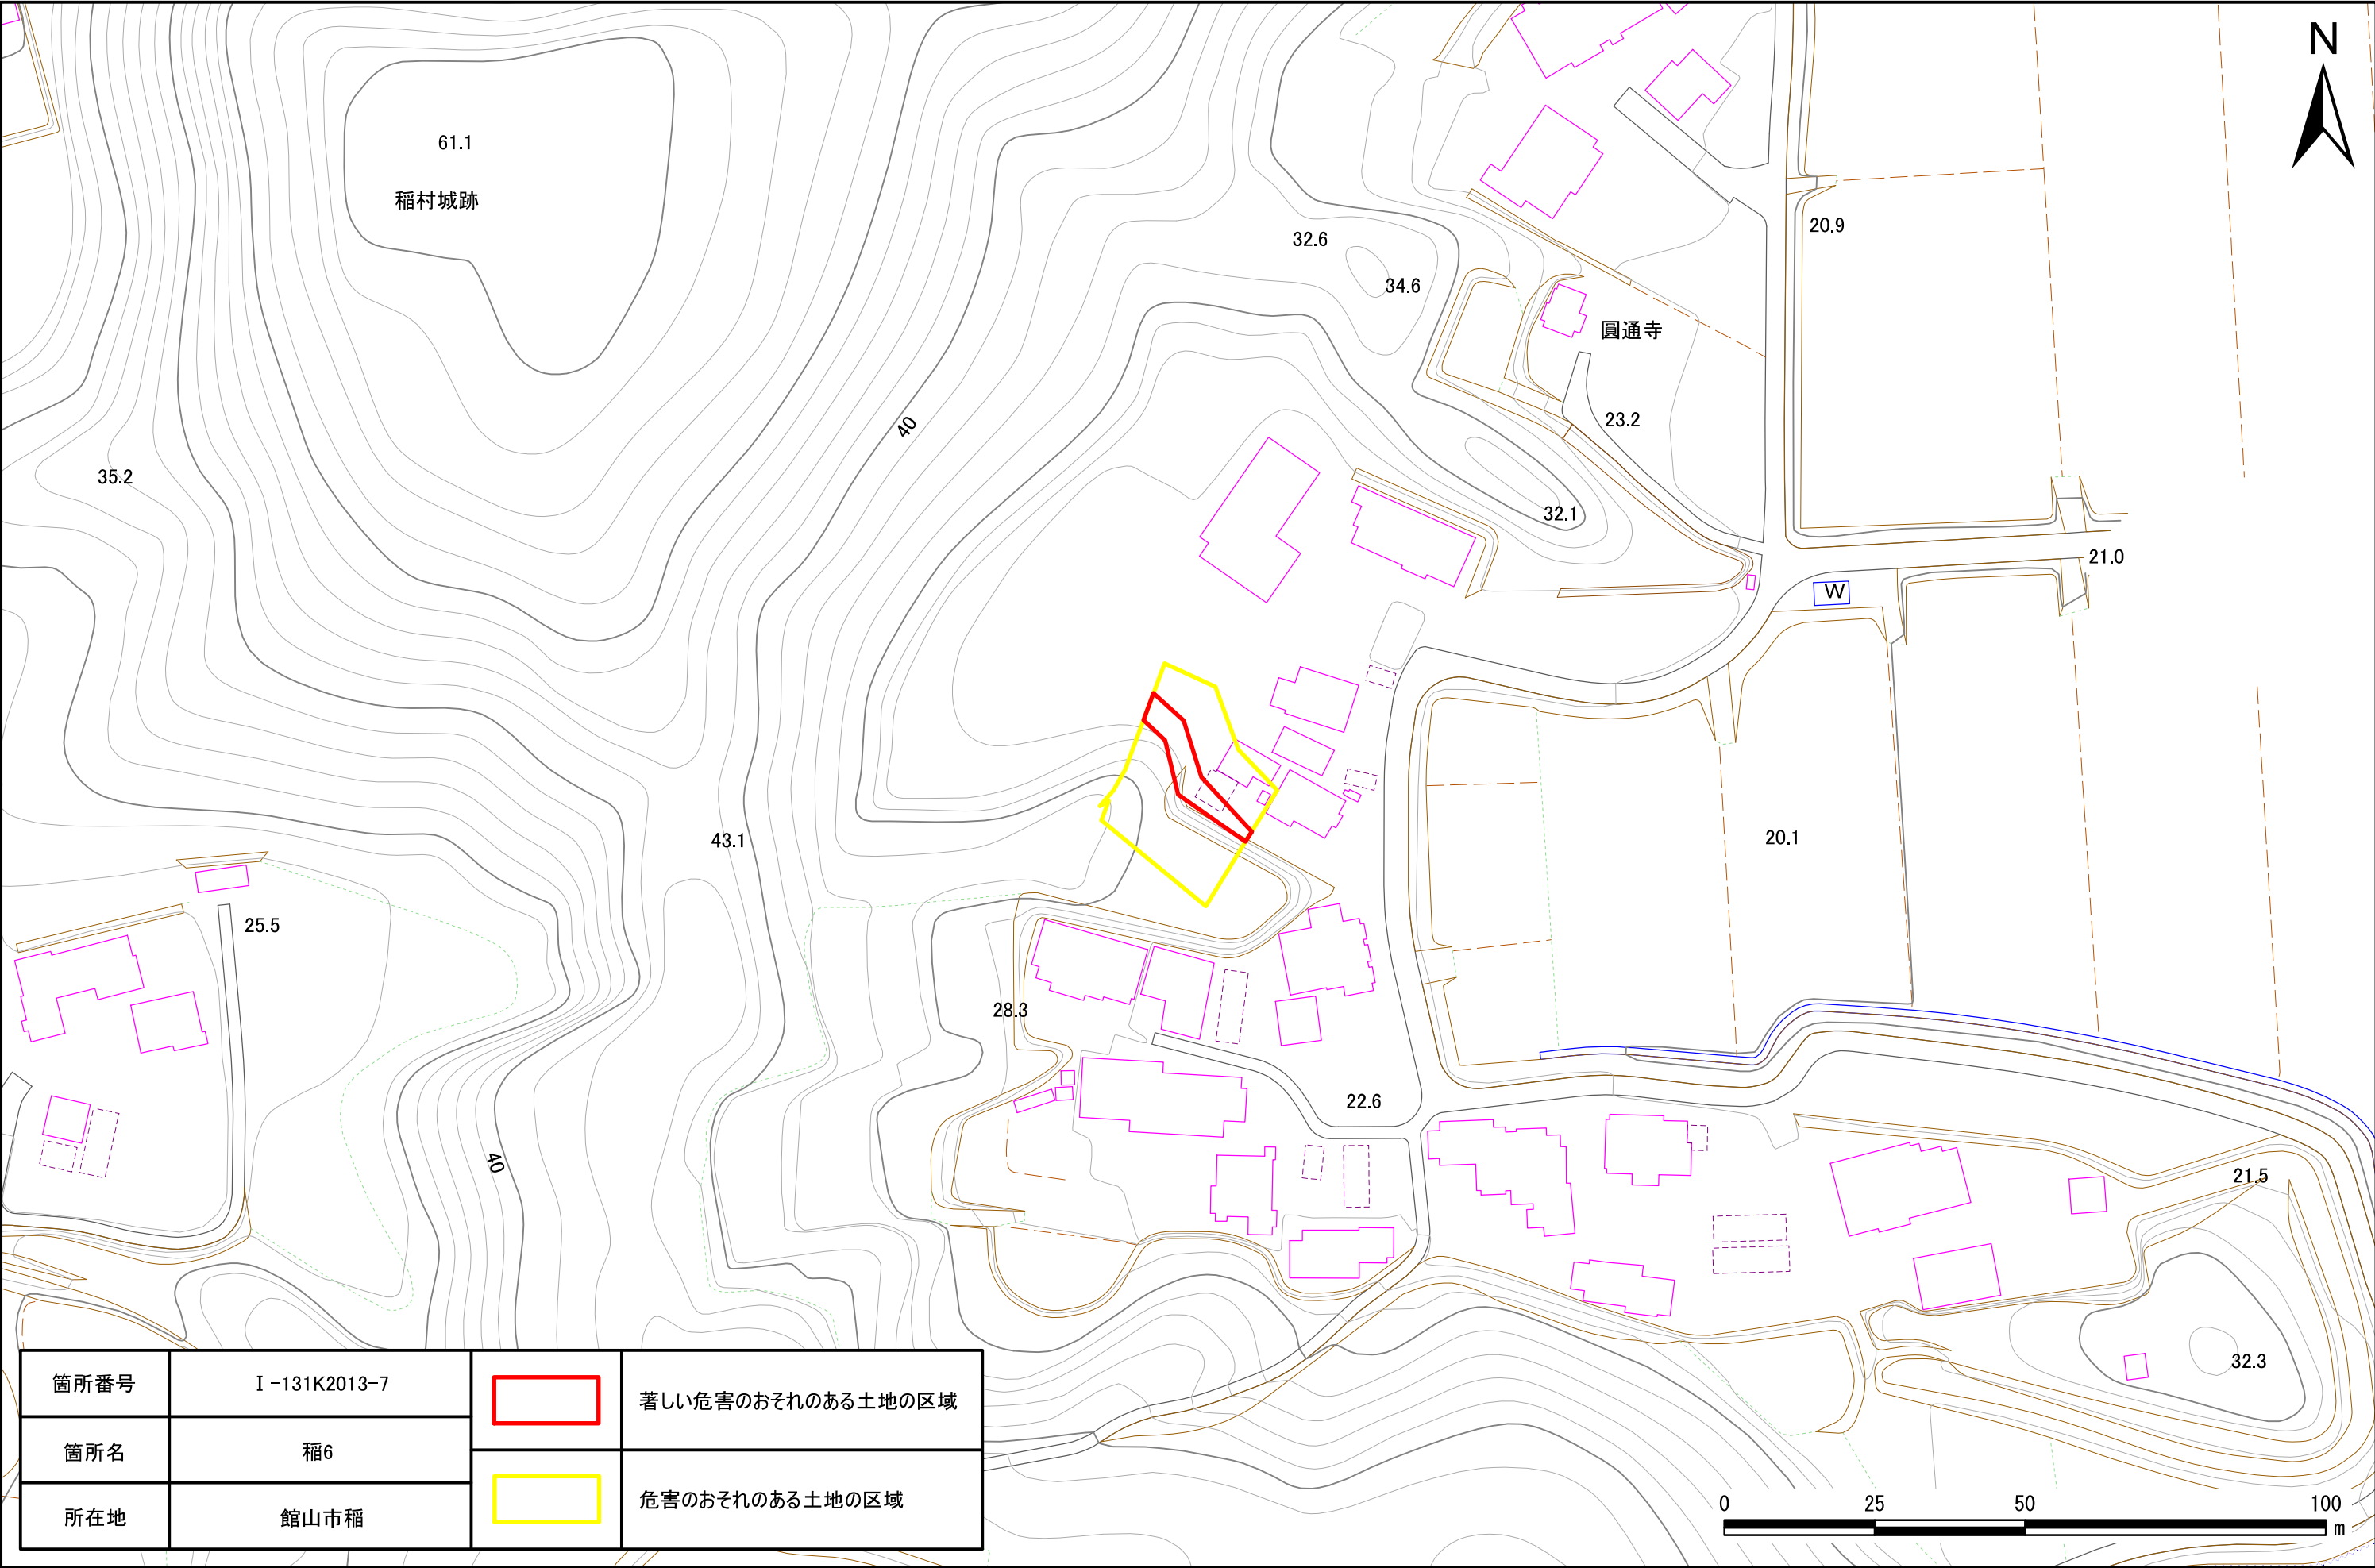 N
61.1
稲村城跡
20.9
32.6
34.6
圓通寺
23.2
40
35.2
32.1
21.0
W
43.1
20.1
25.5
28.3
22.6
40
21.5
32.3
箇所番号 Ⅰ-131K2013-7
箇所名 稲6
所在地 館山市稲
著しい危害のおそれのある土地の区域
危害のおそれのある土地の区域
0 25 50 100
m